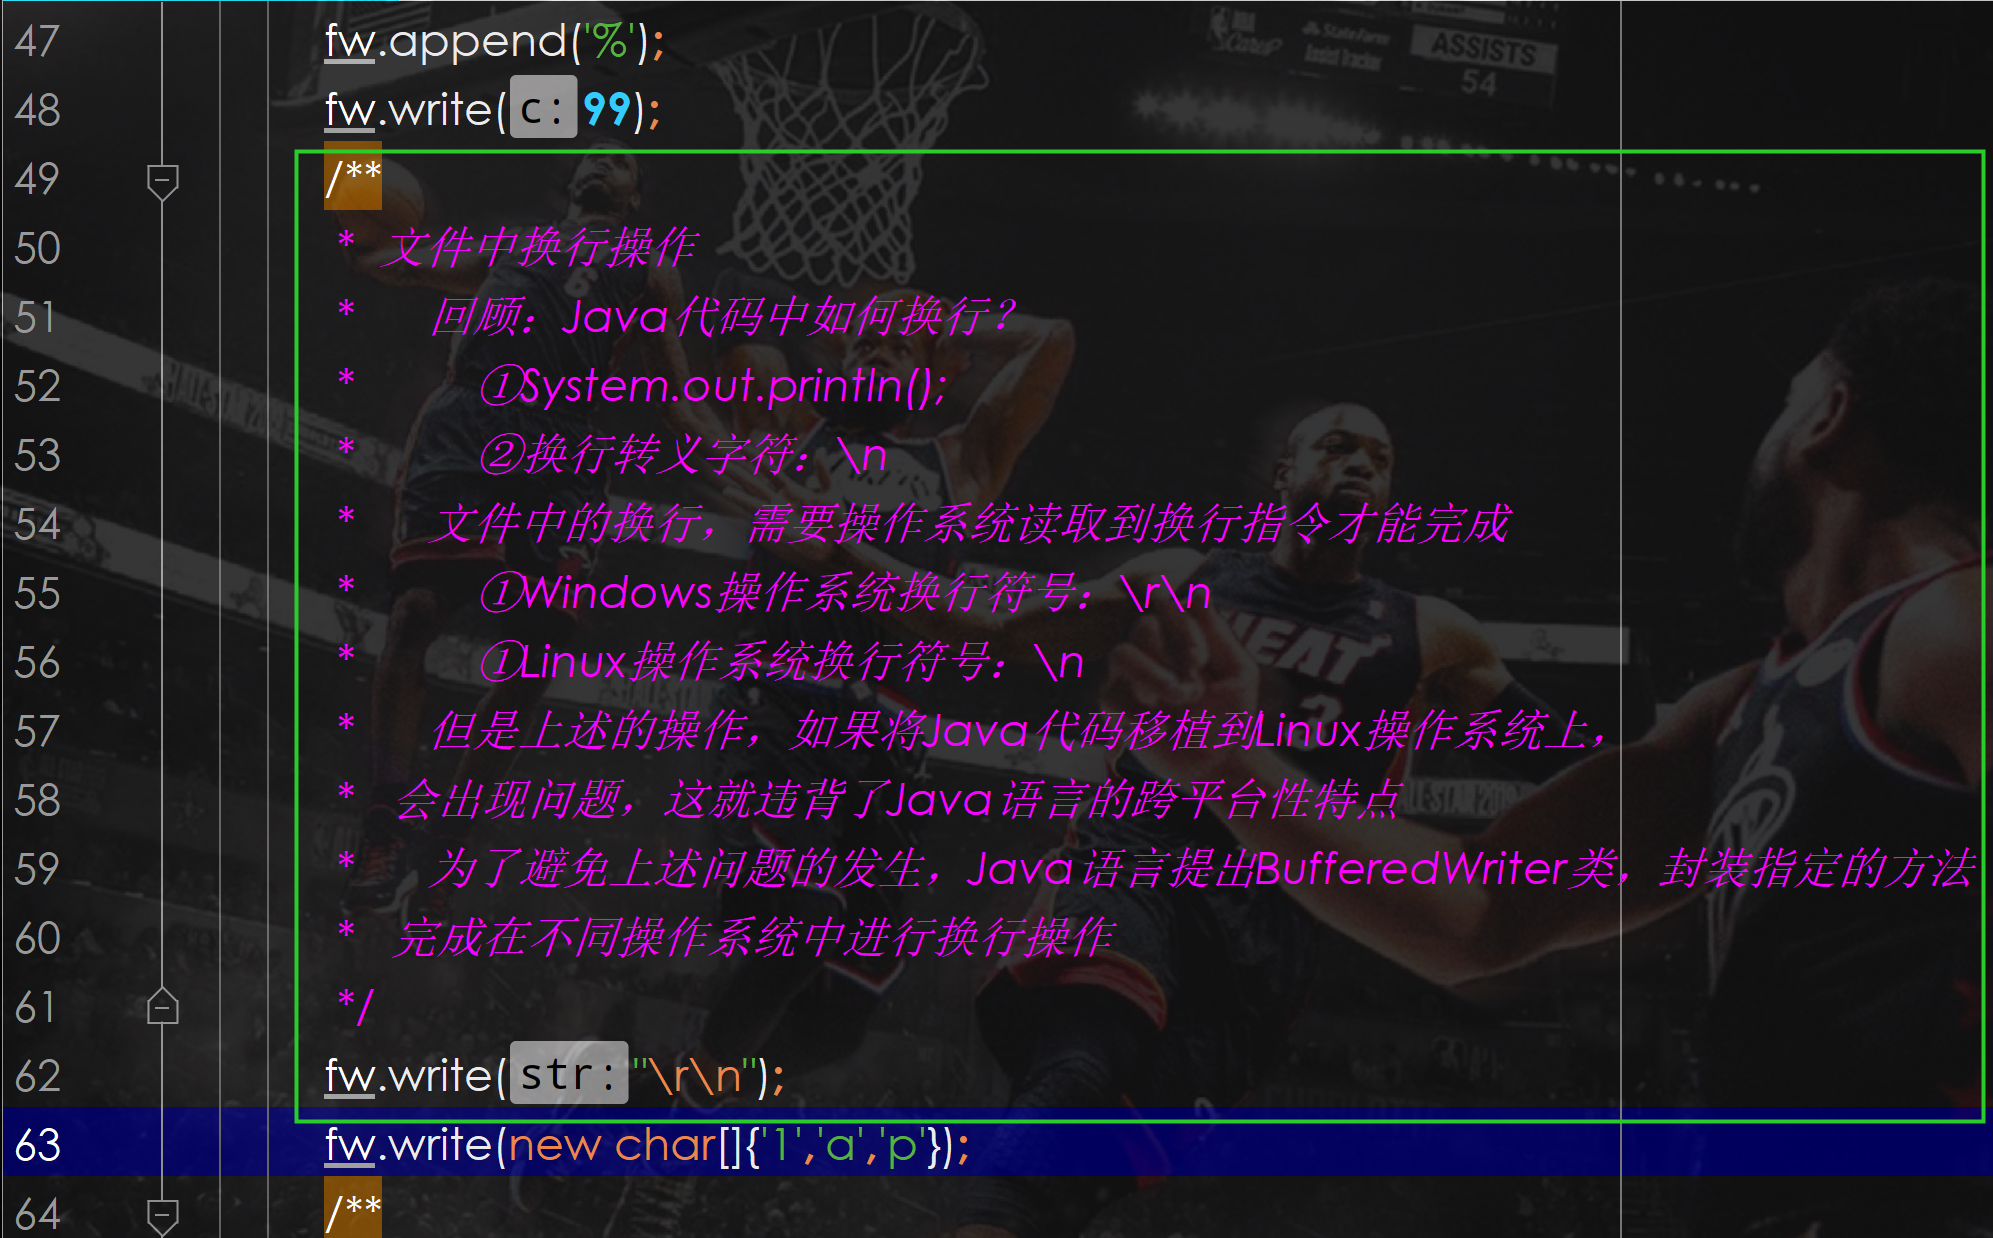 ASSISTS
54
47 fw.append('%');
48 fw.write( c: 99);
49 /**
50 * 文件中换行操作
51 * 回顾：Java代码中如何换行？
52 * ①System.out.println();
53 * ②换行转义字符：\n
54 * 文件中的换行，需要操作系统读取到换行指令才能完成
55 * ①Windows操作系统换行符号：\r\n
56 * ①Linux操作系统换行符号：\n
57 * 但是上述的操作，如果将Java代码移植到Linux操作系统上，
58 * 会出现问题，这就违背了Java语言的跨平台性特点
59 * 为了避免上述问题的发生，Java语言提出BufferedWriter类，封装指定的方法
60 * 完成在不同操作系统中进行换行操作
61 */
62 fw.write( str: "\r\n");
63 fw.write(new char[]{'1','a','p'});
64 /**
HEAT
3
6